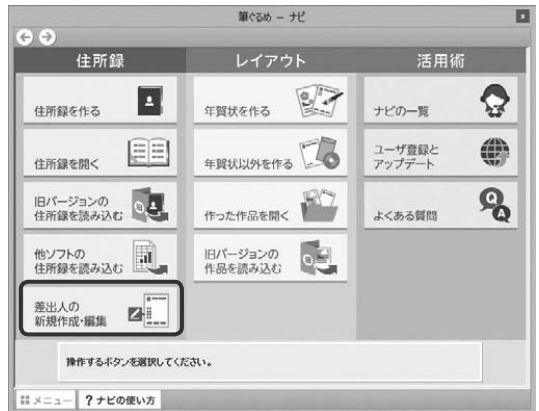 筆ぐるめ － ナビ
住所録
レイアウト
活用術
住所録を作る
住所録を開く
旧バージョンの
住所録を読み込む
他ソフトの
住所録を読み込む
差出人の
新規作成・編集
年賀状を作る
年賀状以外を作る
作った作品を開く
旧バージョンの
作品を読み込む
ナビの一覧
ユーザ登録と
アップデート
よくある質問
Q
A
操作するボタンを選択してください。
メニュー
? ナビの使い方